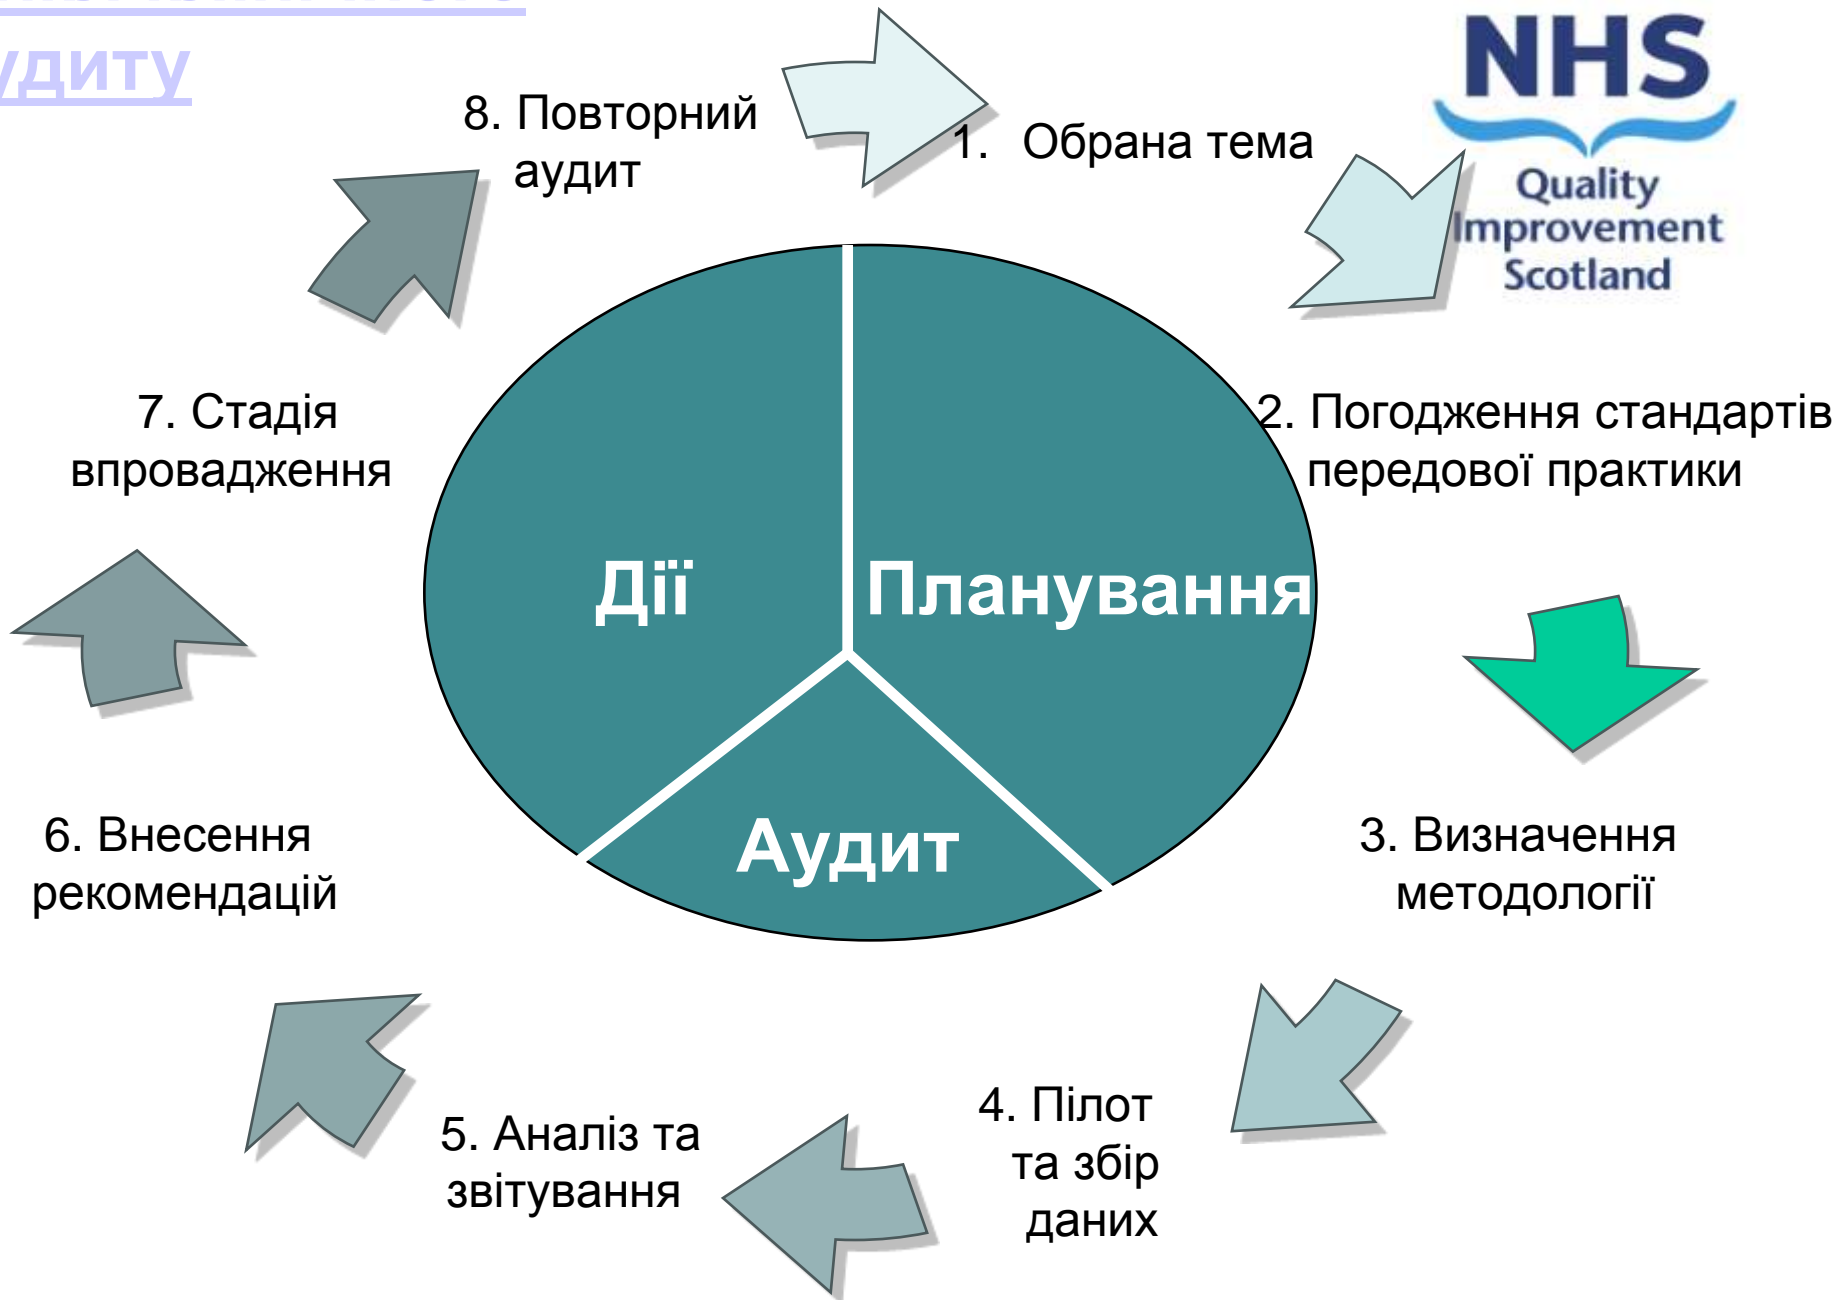 аудиту
NHS
Quality
Improvement
Scotland
1. Обрана тема
2. Погодження стандартів
передової практики
3. Визначення
методології
4. Пілот
та збір
даних
5. Аналіз та
звітування
6. Внесення
рекомендацій
7. Стадія
впровадження
8. Повторний
аудит
Дії
Планування
Аудит